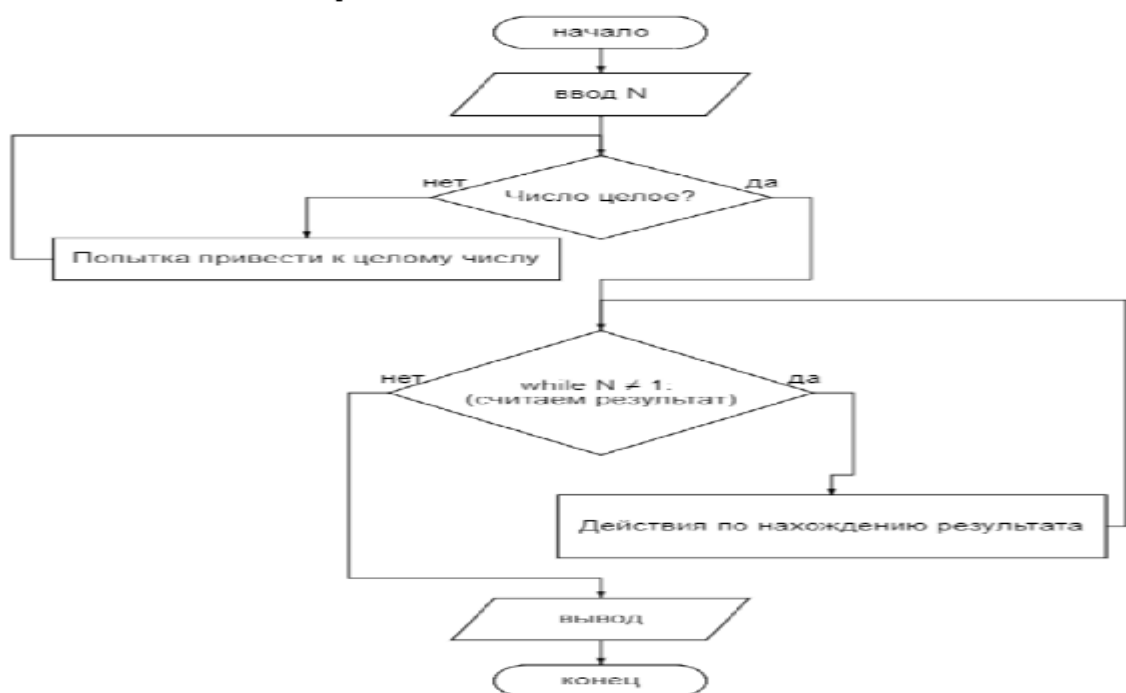 начало
ввод N
нет
да
Число целое?
Попытка привести к целому числу
нет
да
while N ≠ 1:
(считаем результат)
Действия по нахождению результата
вывод
конец